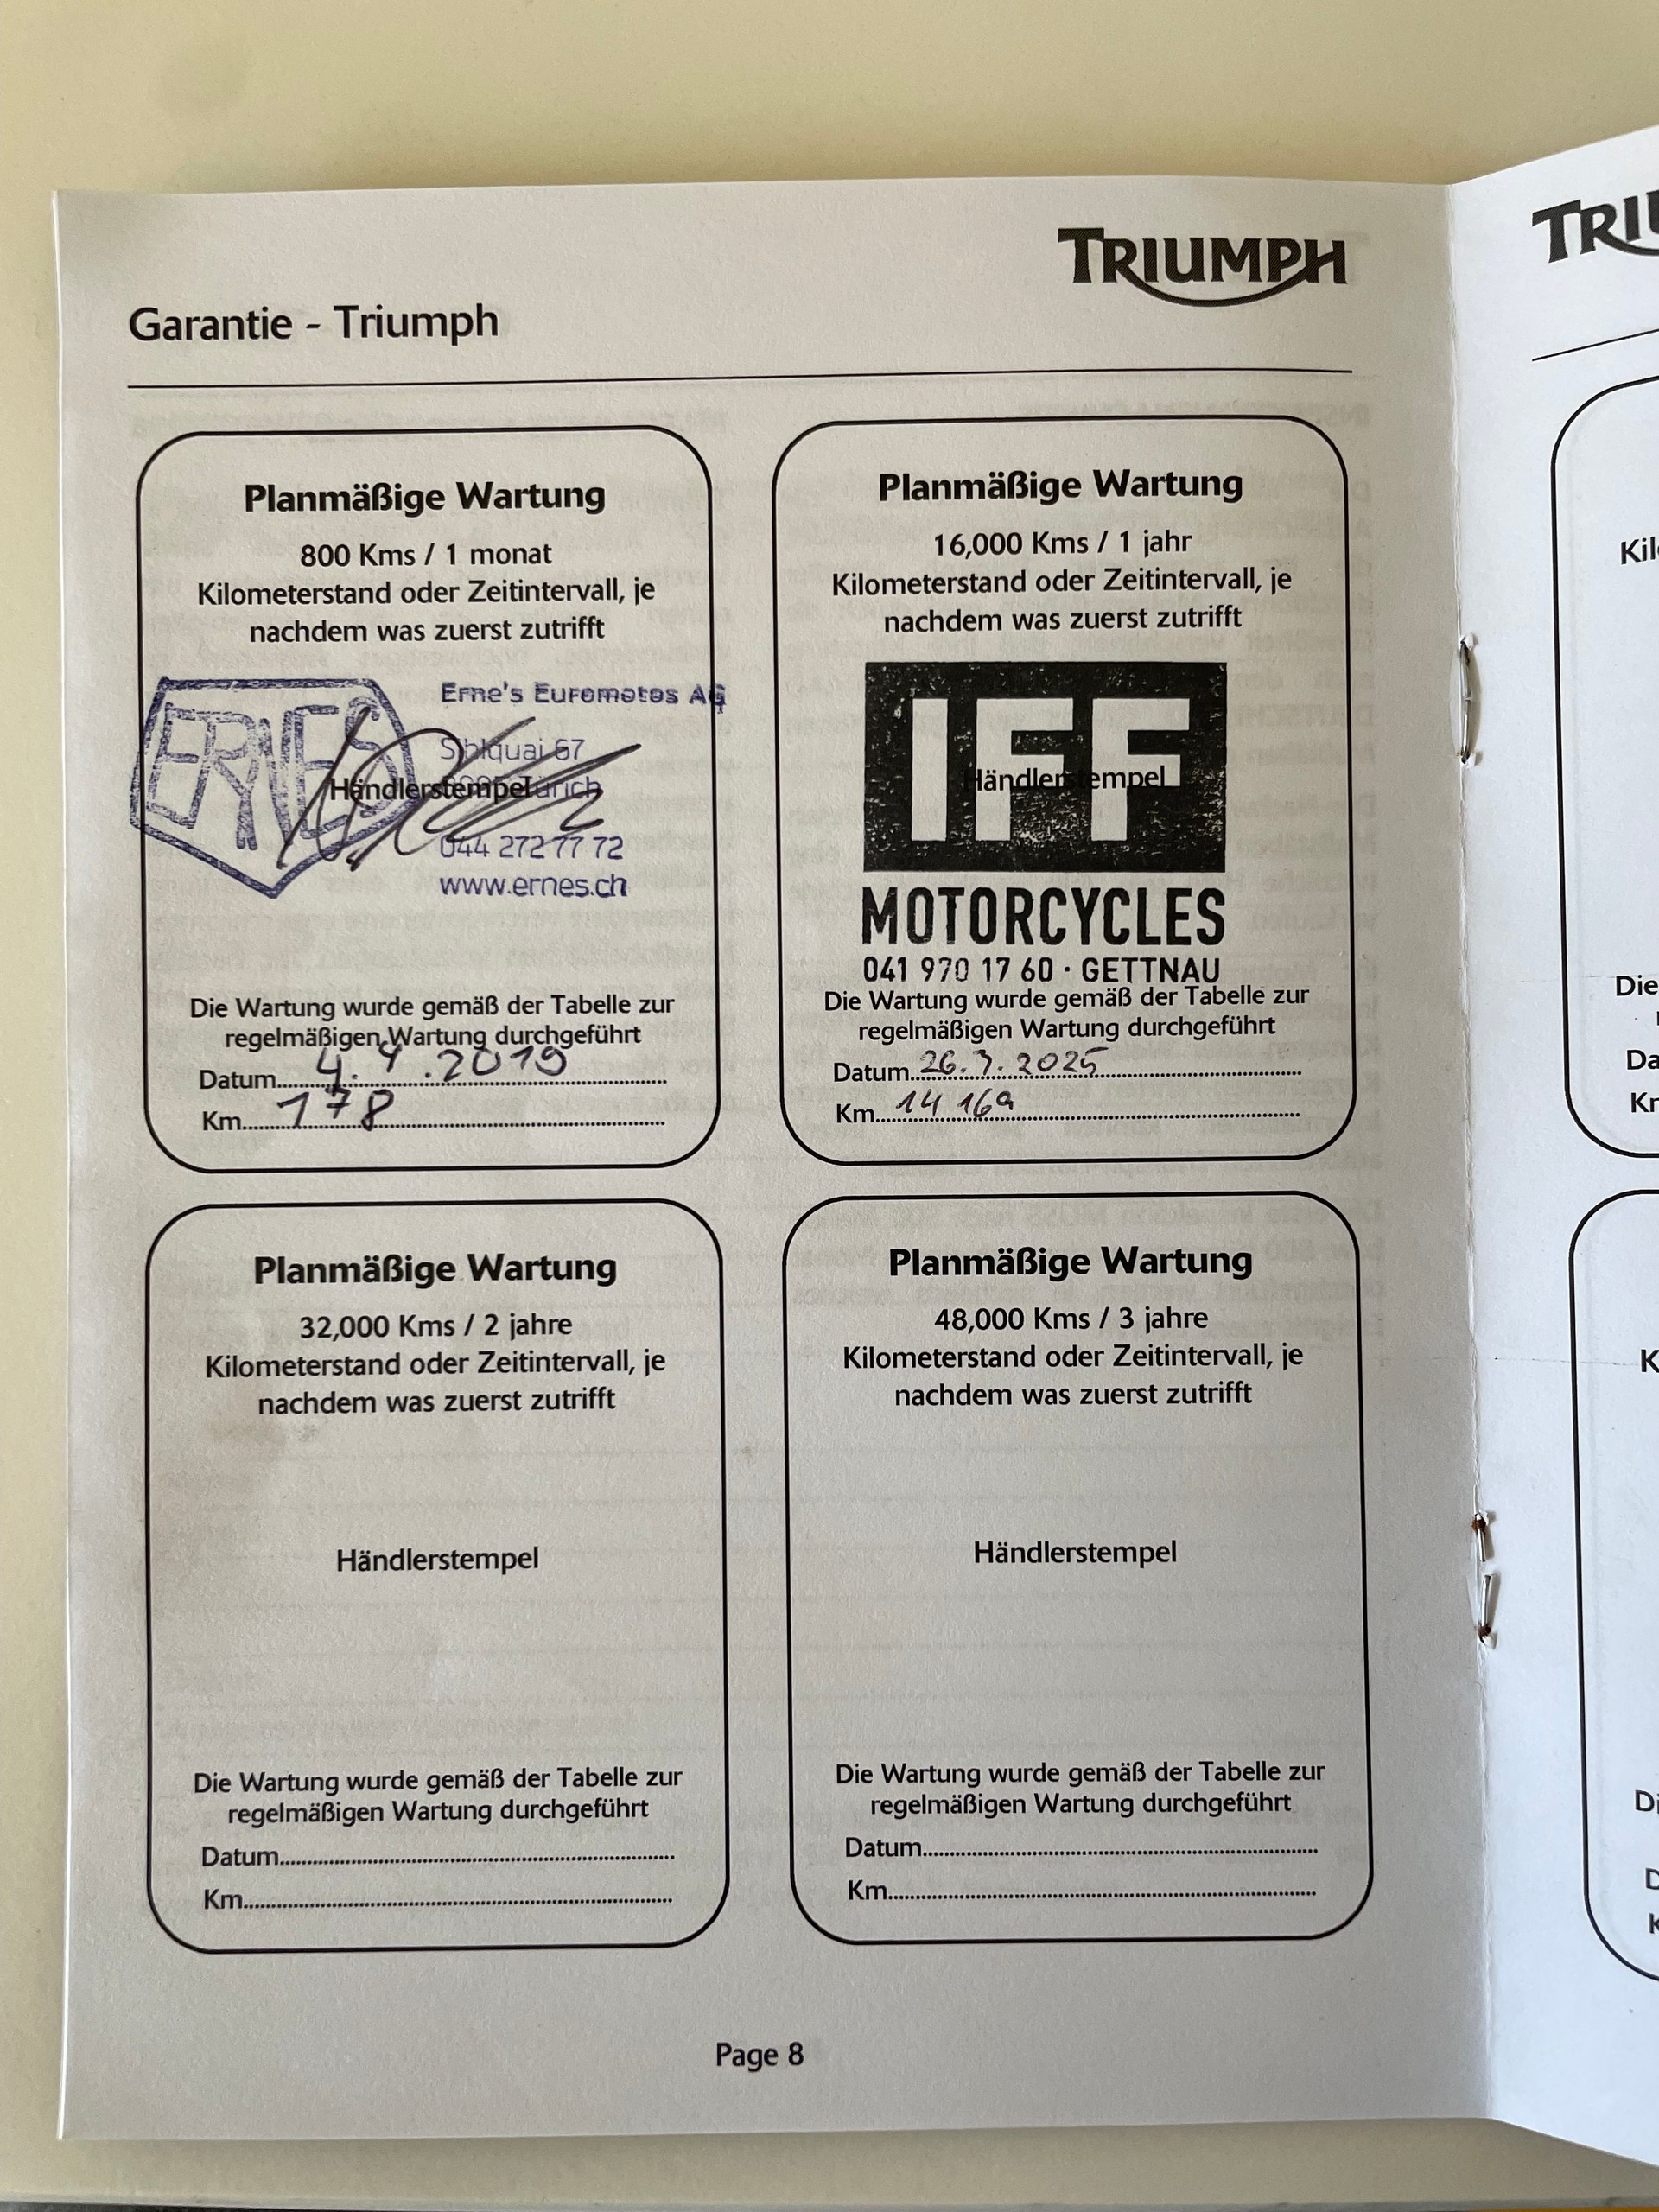 TRIUMPH
Garantie - Triumph
Planmäßige Wartung
800 Kms / 1 monat
Kilometerstand oder Zeitintervall, je
nachdem was zuerst zutrifft
ERNES
Erne's Euromotos AG
Sihlquai 67
Händlerstempel
Zürich
044 272 77 72
www.ernes.ch
Die Wartung wurde gemäß der Tabelle zur
regelmäßigen Wartung durchgeführt
Datum 4. 4 .2019
Km 178
Planmäßige Wartung
16,000 Kms / 1 jahr
Kilometerstand oder Zeitintervall, je
nachdem was zuerst zutrifft
IFF
Händlerstempel
MOTORCYCLES
041 970 17 60 · GETTNAU
Die Wartung wurde gemäß der Tabelle zur
regelmäßigen Wartung durchgeführt
Datum
Km 14 169
Planmäßige Wartung
32,000 Kms / 2 jahre
Kilometerstand oder Zeitintervall, je
nachdem was zuerst zutrifft
Händlerstempel
Die Wartung wurde gemäß der Tabelle zur
regelmäßigen Wartung durchgeführt
Datum
Km
Planmäßige Wartung
48,000 Kms / 3 jahre
Kilometerstand oder Zeitintervall, je
nachdem was zuerst zutrifft
Händlerstempel
Die Wartung wurde gemäß der Tabelle zur
regelmäßigen Wartung durchgeführt
Datum
Km
Page 8